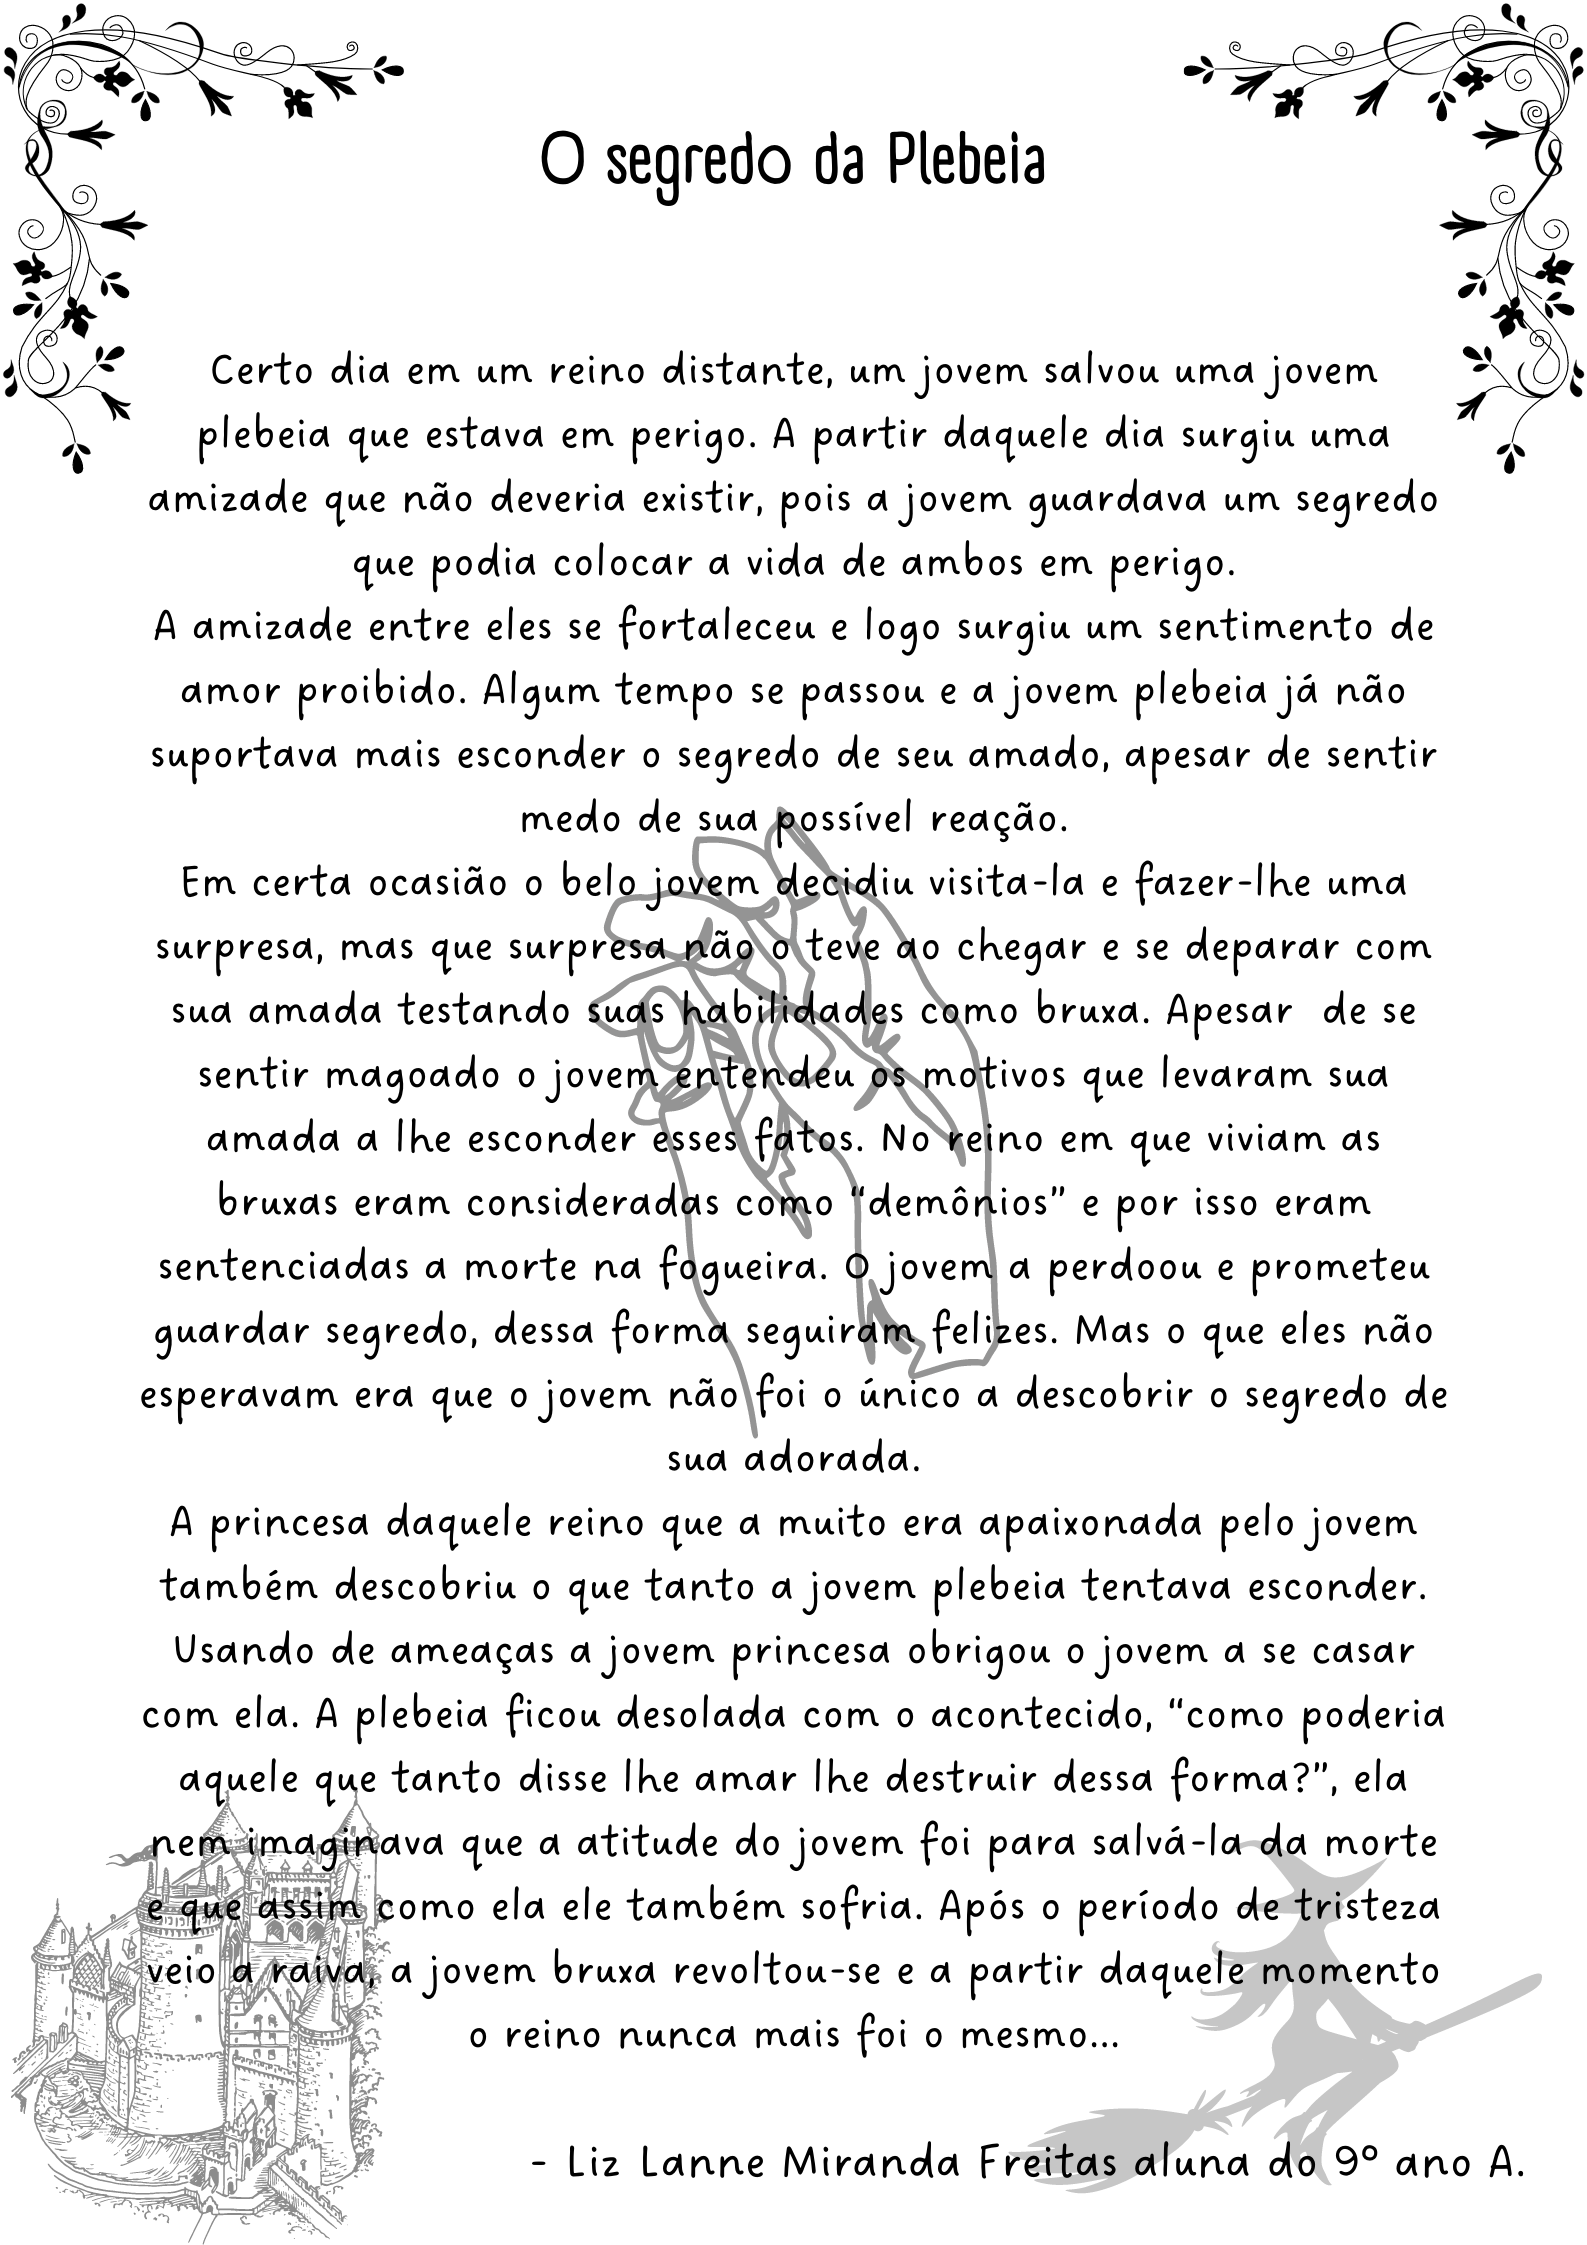 O segredo da Plebeia
Certo dia em um reino distante, um jovem salvou uma jovem
plebeia que estava em perigo. A partir daquele dia surgiu uma
amizade que não deveria existir, pois a jovem guardava um segredo
que podia colocar a vida de ambos em perigo.
A amizade entre eles se fortaleceu e logo surgiu um sentimento de
amor proibido. Algum tempo se passou e a jovem plebeia já não
suportava mais esconder o segredo de seu amado, apesar de sentir
medo de sua possível reação.
Em certa ocasião o belo jovem decidiu visita-la e fazer-lhe uma
surpresa, mas que surpresa não o teve ao chegar e se deparar com
sua amada testando suas habilidades como bruxa. Apesar  de se
sentir magoado o jovem entendeu os motivos que levaram sua
amada a lhe esconder esses fatos. No reino em que viviam as
bruxas eram consideradas como “demônios” e por isso eram
sentenciadas a morte na fogueira. O jovem a perdoou e prometeu
guardar segredo, dessa forma seguiram felizes. Mas o que eles não
esperavam era que o jovem não foi o único a descobrir o segredo de
sua adorada.
A princesa daquele reino que a muito era apaixonada pelo jovem
também descobriu o que tanto a jovem plebeia tentava esconder.
Usando de ameaças a jovem princesa obrigou o jovem a se casar
com ela. A plebeia ficou desolada com o acontecido, “como poderia
aquele que tanto disse lhe amar lhe destruir dessa forma?”, ela
nem imaginava que a atitude do jovem foi para salvá-la da morte
e que assim como ela ele também sofria. Após o período de tristeza
veio a raiva, a jovem bruxa revoltou-se e a partir daquele momento
o reino nunca mais foi o mesmo...
- Liz Lanne Miranda Freitas aluna do 9º ano A.